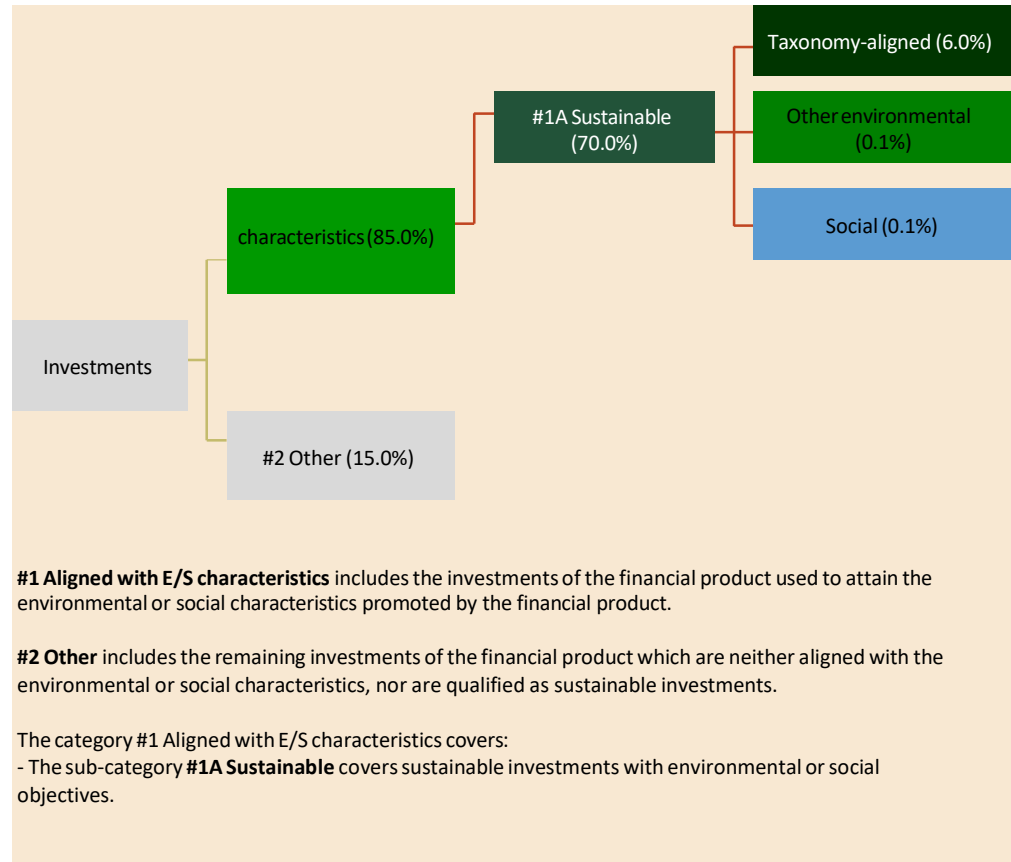 Taxonomy-aligned (6.0%)
#1A Sustainable
(70.0%)
Other environmental
(0.1%)
characteristics (85.0%)
Social (0.1%)
Investments
#2 Other (15.0%)
#1 Aligned with E/S characteristics includes the investments of the financial product used to attain the
environmental or social characteristics promoted by the financial product.
#2 Other includes the remaining investments of the financial product which are neither aligned with the
environmental or social characteristics, nor are qualified as sustainable investments.
The category #1 Aligned with E/S characteristics covers:
- The sub-category #1A Sustainable covers sustainable investments with environmental or social
objectives.